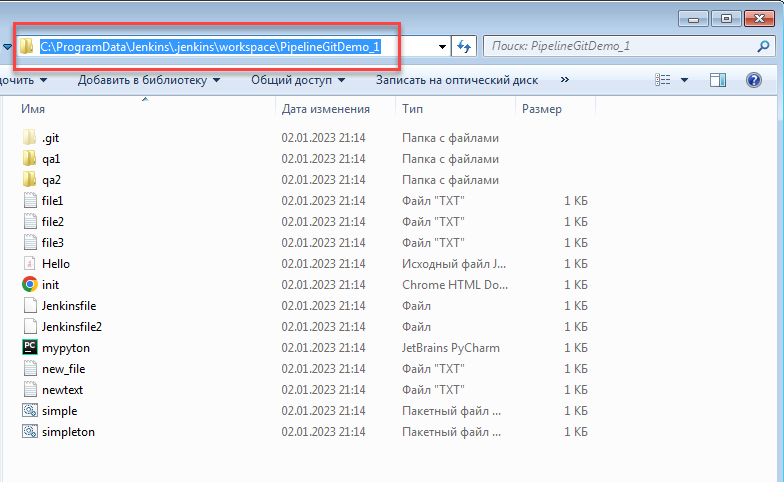 C:\ProgramData\Jenkins\.jenkins\workspace\PipelineGitDemo_1
Поиск: PipelineGitDemo_1
Добавить в библиотеку Общий доступ Записать на оптический диск »
Имя Дата изменения Тип Размер
.git 02.01.2023 21:14 Папка с файлами
qa1 02.01.2023 21:14 Папка с файлами
qa2 02.01.2023 21:14 Папка с файлами
file1 02.01.2023 21:14 Файл "TXT" 1 КБ
file2 02.01.2023 21:14 Файл "TXT" 1 КБ
file3 02.01.2023 21:14 Файл "TXT" 1 КБ
Hello 02.01.2023 21:14 Исходный файл J... 1 КБ
init 02.01.2023 21:14 Chrome HTML Do... 1 КБ
Jenkinsfile 02.01.2023 21:14 Файл 1 КБ
Jenkinsfile2 02.01.2023 21:14 Файл 1 КБ
mypyton 02.01.2023 21:14 JetBrains PyCharm 1 КБ
new_file 02.01.2023 21:14 Файл "TXT" 1 КБ
newtext 02.01.2023 21:14 Файл "TXT" 1 КБ
simple 02.01.2023 21:14 Пакетный файл ... 1 КБ
simpleton 02.01.2023 21:14 Пакетный файл ... 1 КБ